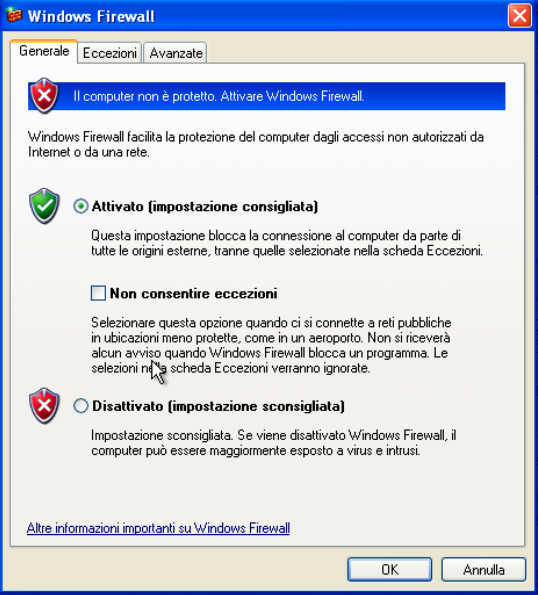 Windows Firewall
Generale
Eccezioni
Avanzate
Il computer non è protetto. Attivare Windows Firewall.
Windows Firewall facilita la protezione del computer dagli accessi non autorizzati da
Internet o da una rete.
Attivato (impostazione consigliata)
Questa impostazione blocca la connessione al computer da parte di
tutte le origini esterne, tranne quelle selezionate nella scheda Eccezioni.
Non consentire eccezioni
Selezionare questa opzione quando ci si connette a reti pubbliche
in ubicazioni meno protette, come in un aeroporto. Non si riceverà
alcun avviso quando Windows Firewall blocca un programma. Le
selezioni nella scheda Eccezioni verranno ignorate.
Disattivato (impostazione sconsigliata)
Impostazione sconsigliata. Se viene disattivato Windows Firewall, il
computer può essere maggiormente esposto a virus e intrusi.
Altre informazioni importanti su Windows Firewall
OK
Annulla